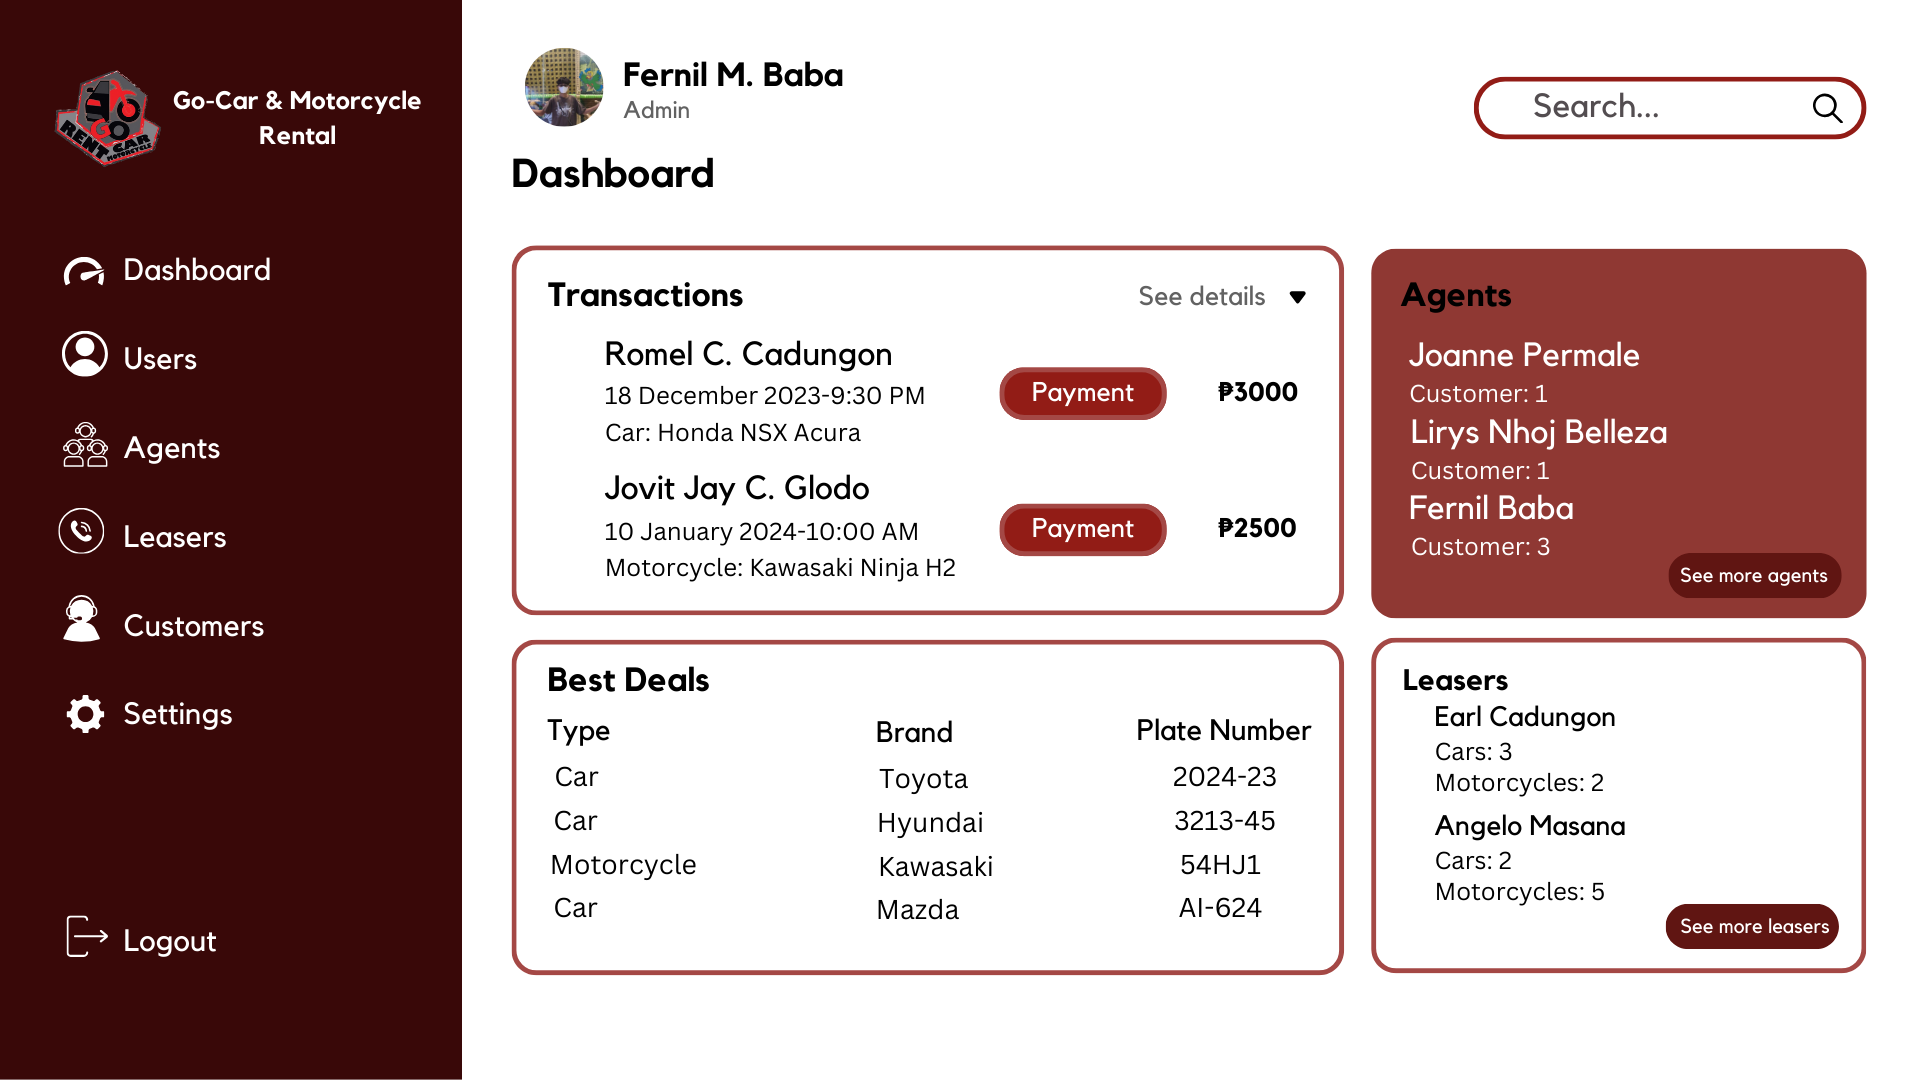 RENT CAR
GO
MOTORCYCLE
Go-Car & Motorcycle
Rental
Dashboard
Users
Agents
Leasers
Customers
Settings
Logout
Fernil M. Baba
Admin
Search...
Dashboard
Transactions
See details
Romel C. Cadungon
18 December 2023-9:30 PM
Car: Honda NSX Acura
Payment
₱3000
Jovit Jay C. Glodo
10 January 2024-10:00 AM
Motorcycle: Kawasaki Ninja H2
Payment
₱2500
Agents
Joanne Permale
Customer: 1
Lirys Nhoj Belleza
Customer: 1
Fernil Baba
Customer: 3
See more agents
Best Deals
Type Brand Plate Number
Car Toyota 2024-23
Car Hyundai 3213-45
Motorcycle Kawasaki 54HJ1
Car Mazda AI-624
Leasers
Earl Cadungon
Cars: 3
Motorcycles: 2
Angelo Masana
Cars: 2
Motorcycles: 5
See more leasers